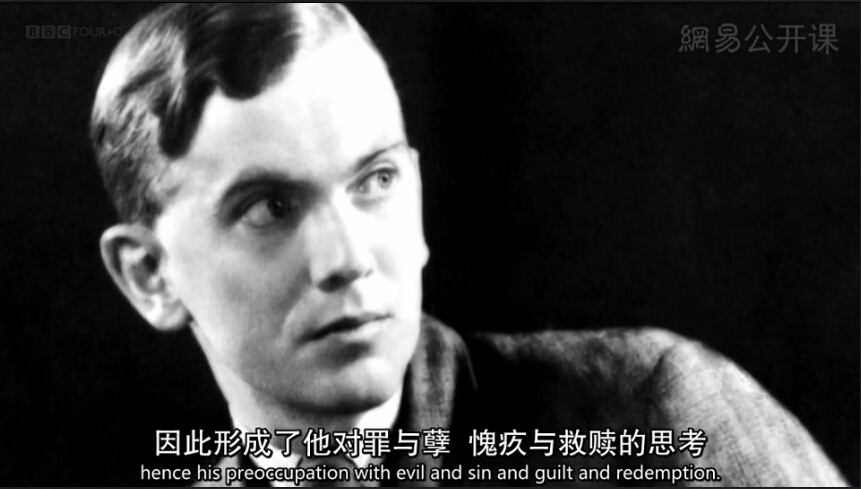 BBC FOUR HD
網易公开课
因此形成了他对罪与孽 愧疚与救赎的思考
hence his preoccupation with evil and sin and guilt and redemption.